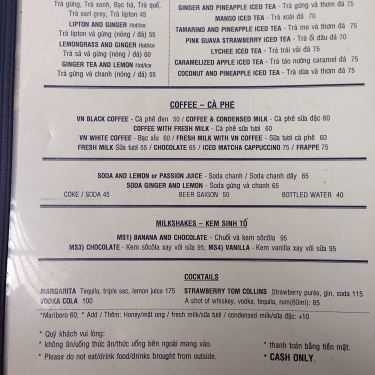 Trà gừng, Trà xanh, Bạc hà, Trà quế,
Trà earl grey, Trà lipton 45
LIPTON AND GINGER Hot/Ice
Trà gừng (nóng / đá) 55
LEMONGRASS AND GINGER Hot/Ice
Trà sả và gừng (nóng / đá) 60
GINGER TEA AND LEMON Hot/Ice
Trà gừng và chanh (nóng / đá) 55
GINGER AND PINEAPPLE ICED TEA - Trà gừng và thơm đá 75
MANGO ICED TEA - Trà xoài đá 70
TAMARIND AND PINEAPPLE ICED TEA - Trà me và thơm đá 75
PINK GUAVA STRAWBERRY ICED TEA - Trà ổi dâu đá 70
LYCHEE ICED TEA - Trà trái vải đá 75
CARAMELIZED APPLE ICED TEA - Trà táo nướng caramel đá 75
COCONUT AND PINEAPPLE ICED TEA - Trà dừa và thơm đá 75
COFFEE – CÀ PHÊ
VN BLACK COFFEE - Cà phê đen 50 / COFFEE & CONDENSED MILK - Cà phê sữa đặc 60
COFFEE WITH FRESH MILK - Cà phê sữa tươi 60
VN WHITE COFFEE - Bạc sỉu 60 / FRESH MILK WITH VN COFFEE - Sữa tươi cà phê 60
FRESH MILK Sữa tươi 55 / CHOCOLATE 65 / ICED MATCHA CAPPUCCINO 75 / FRAPPE 75
SODA AND LEMON or PASSION JUICE - Soda chanh / Soda chanh dây 65
SODA GINGER AND LEMON - Soda gừng và chanh 65
COKE / SODA 45 BEER SAIGON 50 BOTTLED WATER 40
MILKSHAKES - KEM SINH TỐ
MS1) BANANA AND CHOCOLATE - Chuối và kem sôcôla 95
MS3) CHOCOLATE - Kem sôcôla xay với sữa 95; MS4) VANILLA - Kem vanilla xay với sữa 95
COCKTAILS
MARGARITA Tequila, triple sec, lemon juice 175 STRAWBERRY TOM COLLINS Strawberry purée, gin, soda 115
VODKA COLA 100 A shot of whiskey, vodka, tequila, rum(50ml): 85
*Marlboro 60; * Add / Thêm: Honey/mật ong / fresh milk/sữa tươi / condensed milk/sữa đặc: +10
* Quý khách vui lòng:
* không ăn/uống thức ăn/thức uống bên ngoài mang vào. * thanh toán bằng tiền mặt.
* Please do not eat/drink food/drinks brought from outside. * CASH ONLY.